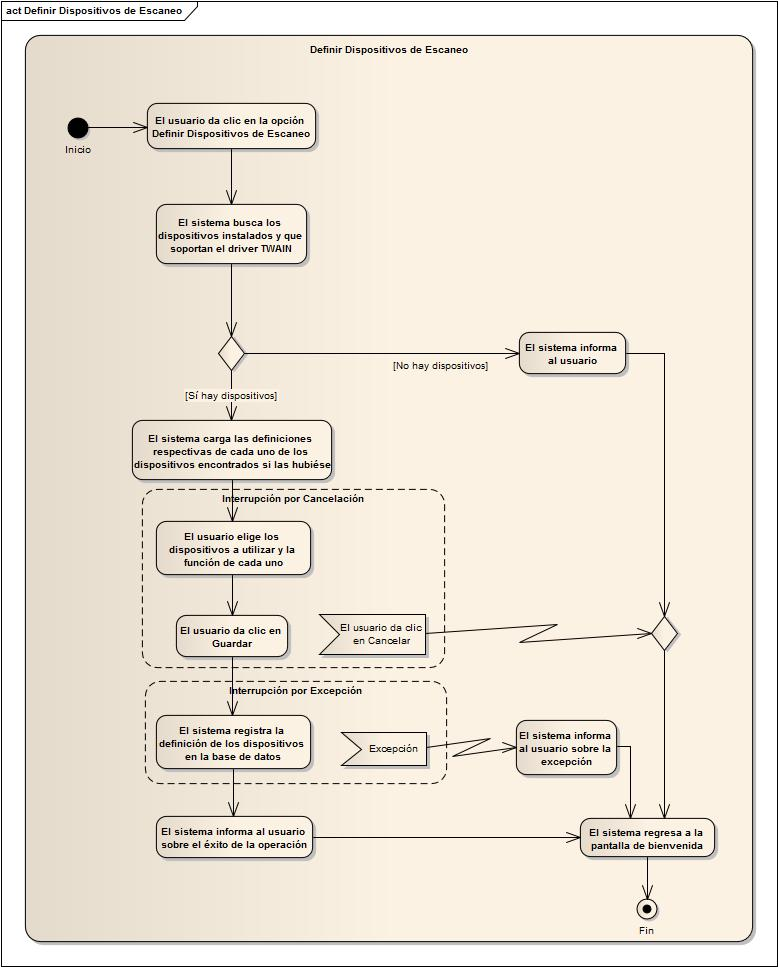 act Definir Dispositivos de Escaneo
Definir Dispositivos de Escaneo
El usuario da clic en la opción
Definir Dispositivos de Escaneo
Inicio
El sistema busca los
dispositivos instalados y que
soportan el driver TWAIN
El sistema informa
al usuario
[No hay dispositivos]
[Sí hay dispositivos]
El sistema carga las definiciones
respectivas de cada uno de los
dispositivos encontrados si las hubiése
Interrupción por Cancelación
El usuario elige los
dispositivos a utilizar y la
función de cada uno
El usuario da clic en
Guardar
El usuario da clic
en Cancelar
Interrupción por Excepción
El sistema registra la
definición de los dispositivos
en la base de datos
Excepción
El sistema informa
al usuario sobre la
excepción
El sistema informa al usuario
sobre el éxito de la operación
El sistema regresa a la
pantalla de bienvenida
Fin